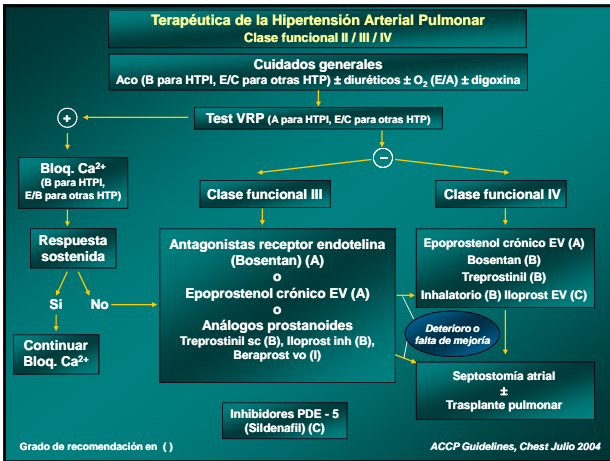 Terapéutica de la Hipertensión Arterial Pulmonar
Clase funcional II / III / IV
Cuidados generales
Aco (B para HTPI, E/C para otras HTP) ± diuréticos ± O₂ (E/A) ± digoxina
+
Test VRP (A para HTPI, E/C para otras HTP)
−
Bloq. Ca²⁺
(B para HTPI,
E/B para otras HTP)
Clase funcional III
Clase funcional IV
Respuesta
sostenida
Antagonistas receptor endotelina
(Bosentan) (A)
o
Epoprostenol crónico EV (A)
o
Análogos prostanoides
Treprostinil sc (B), Iloprost inh (B),
Beraprost vo (I)
Epoprostenol crónico EV (A)
Bosentan (B)
Treprostinil (B)
Inhalatorio (B) Iloprost EV (C)
Si
No
Deterioro o
falta de mejoría
Continuar
Bloq. Ca²⁺
Septostomía atrial
±
Trasplante pulmonar
Inhibidores PDE - 5
(Sildenafil) (C)
Grado de recomendación en ( )
ACCP Guidelines, Chest Julio 2004